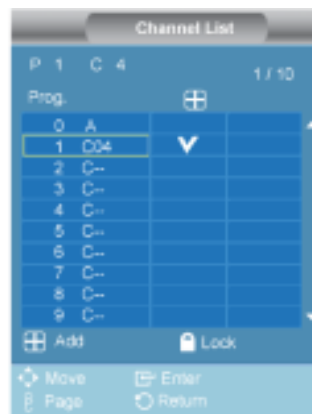 Channel List
P 1 C 4
1 / 10
Prog.
0 A
1 C04
2 C--
3 C--
4 C--
5 C--
6 C--
7 C--
8 C--
9 C--
Add Lock
Move Enter
Page Return